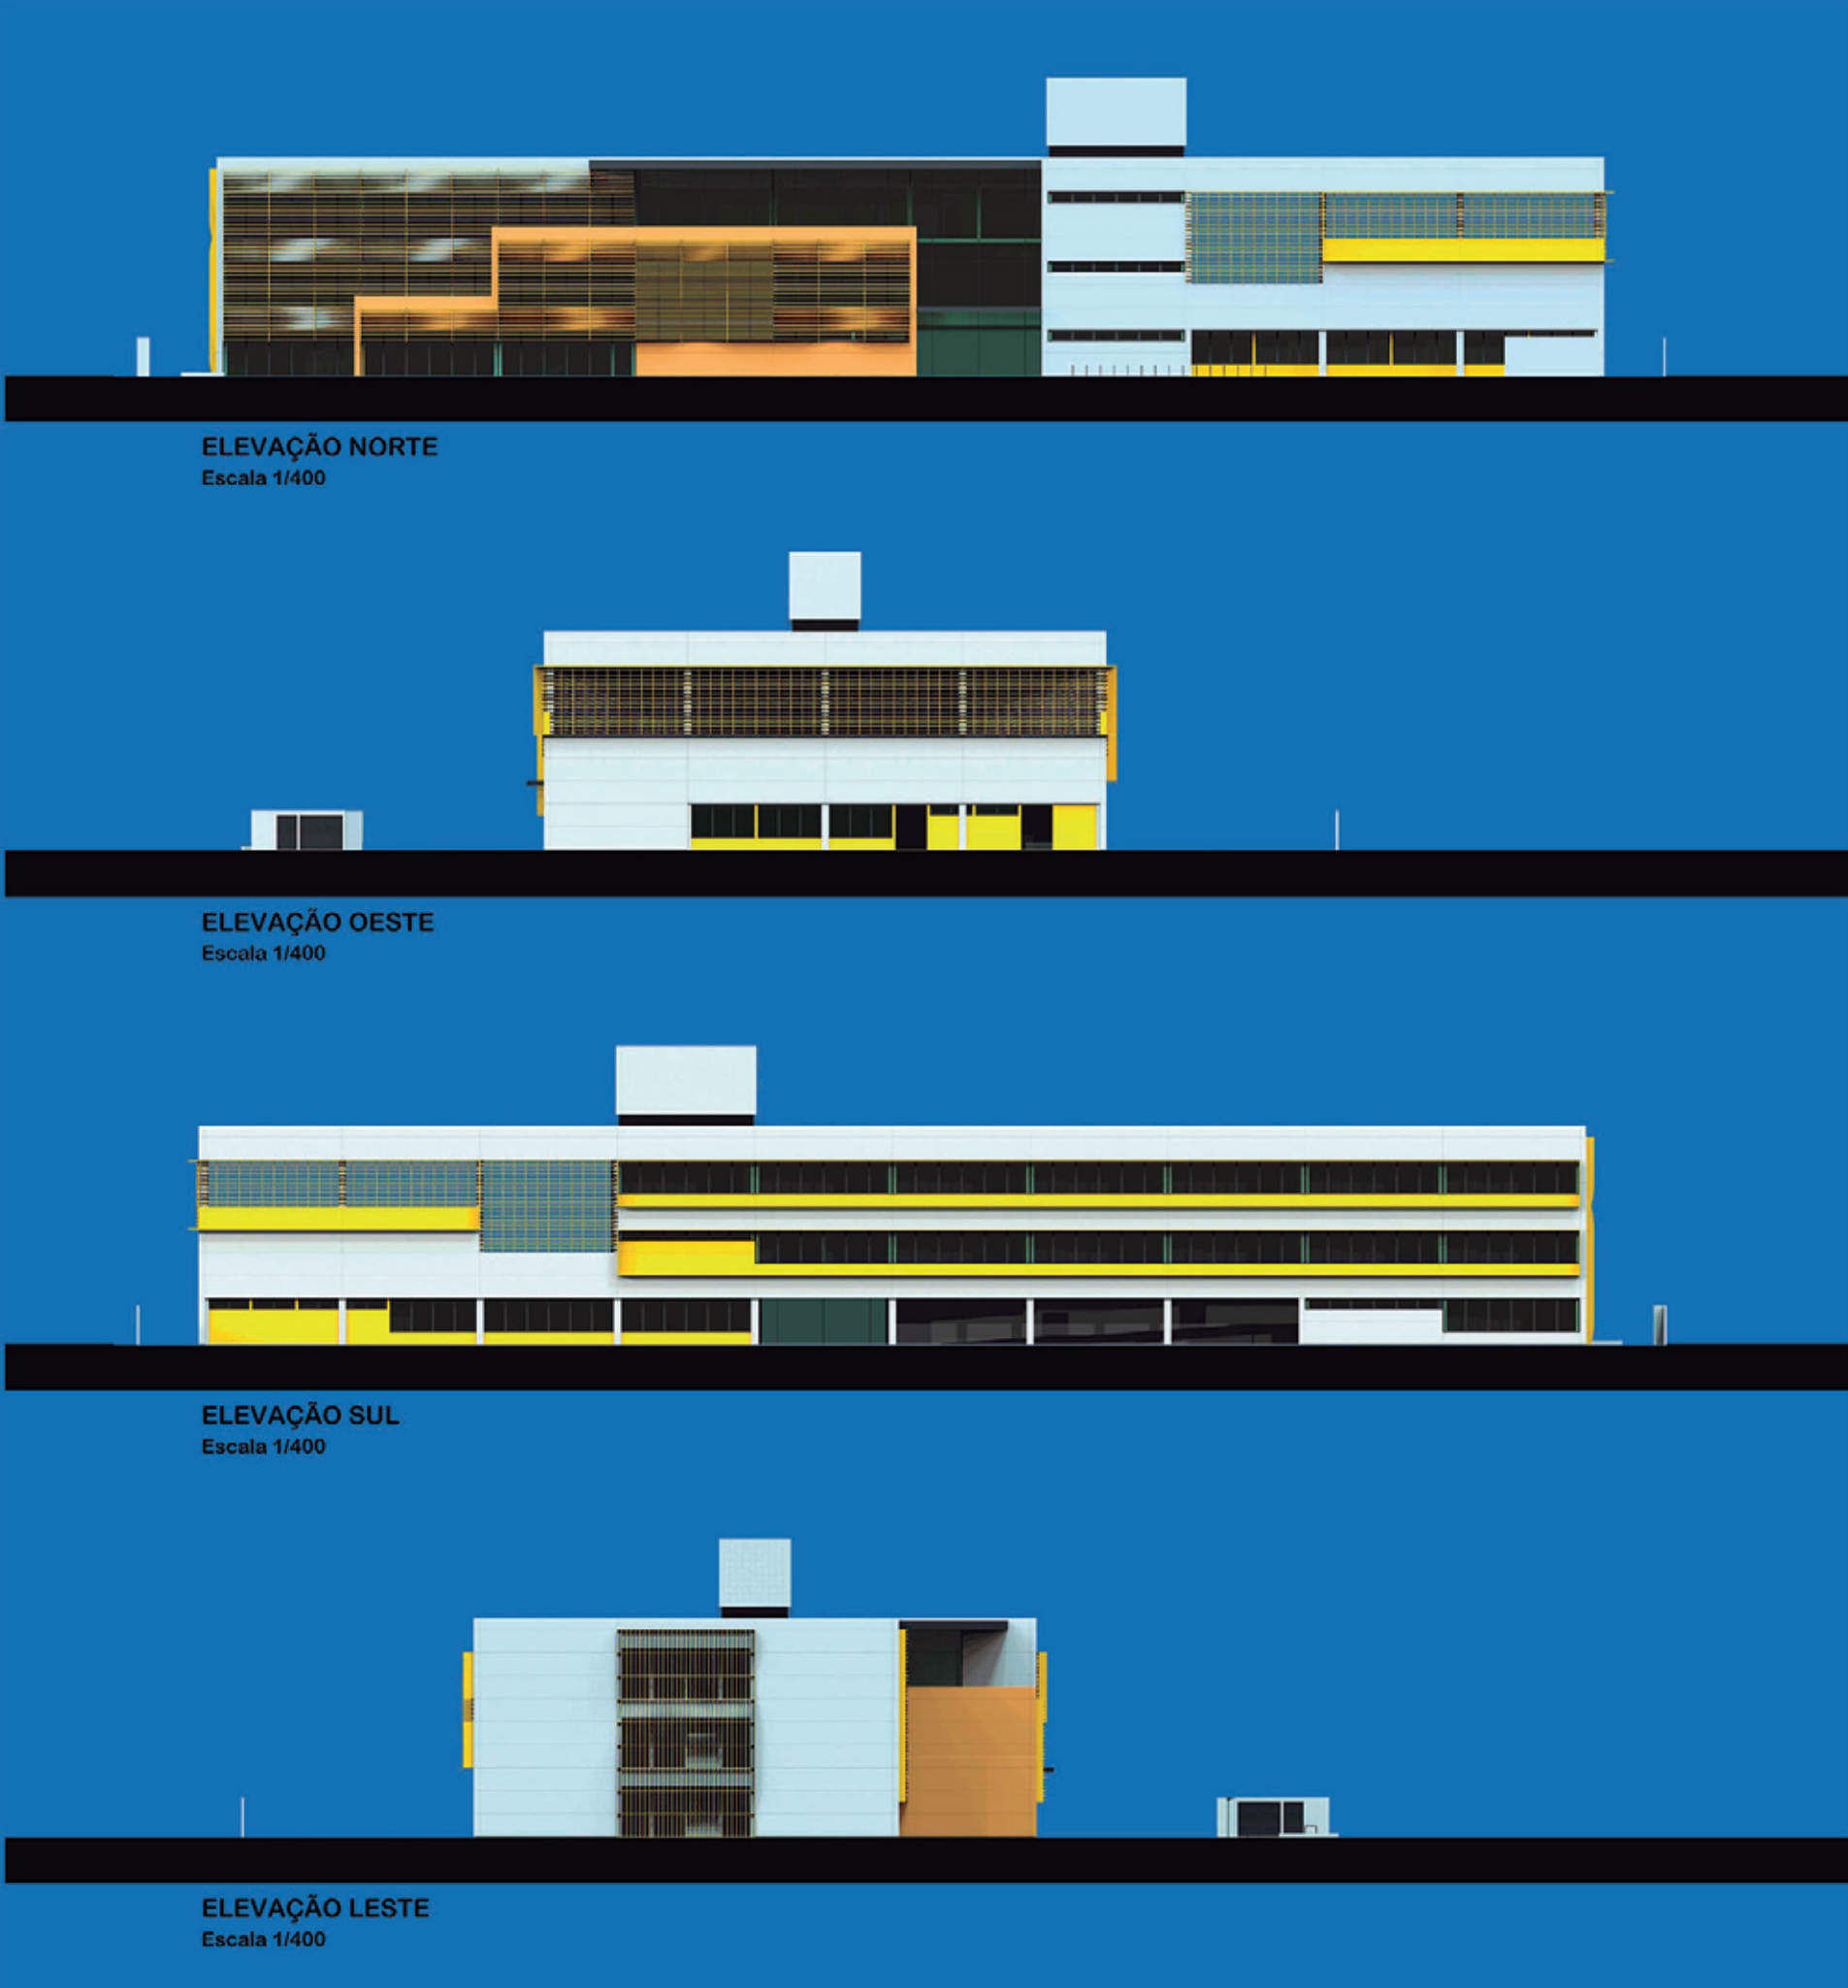 ELEVAÇÃO NORTE
Escala 1/400
ELEVAÇÃO OESTE
Escala 1/400
ELEVAÇÃO SUL
Escala 1/400
ELEVAÇÃO LESTE
Escala 1/400